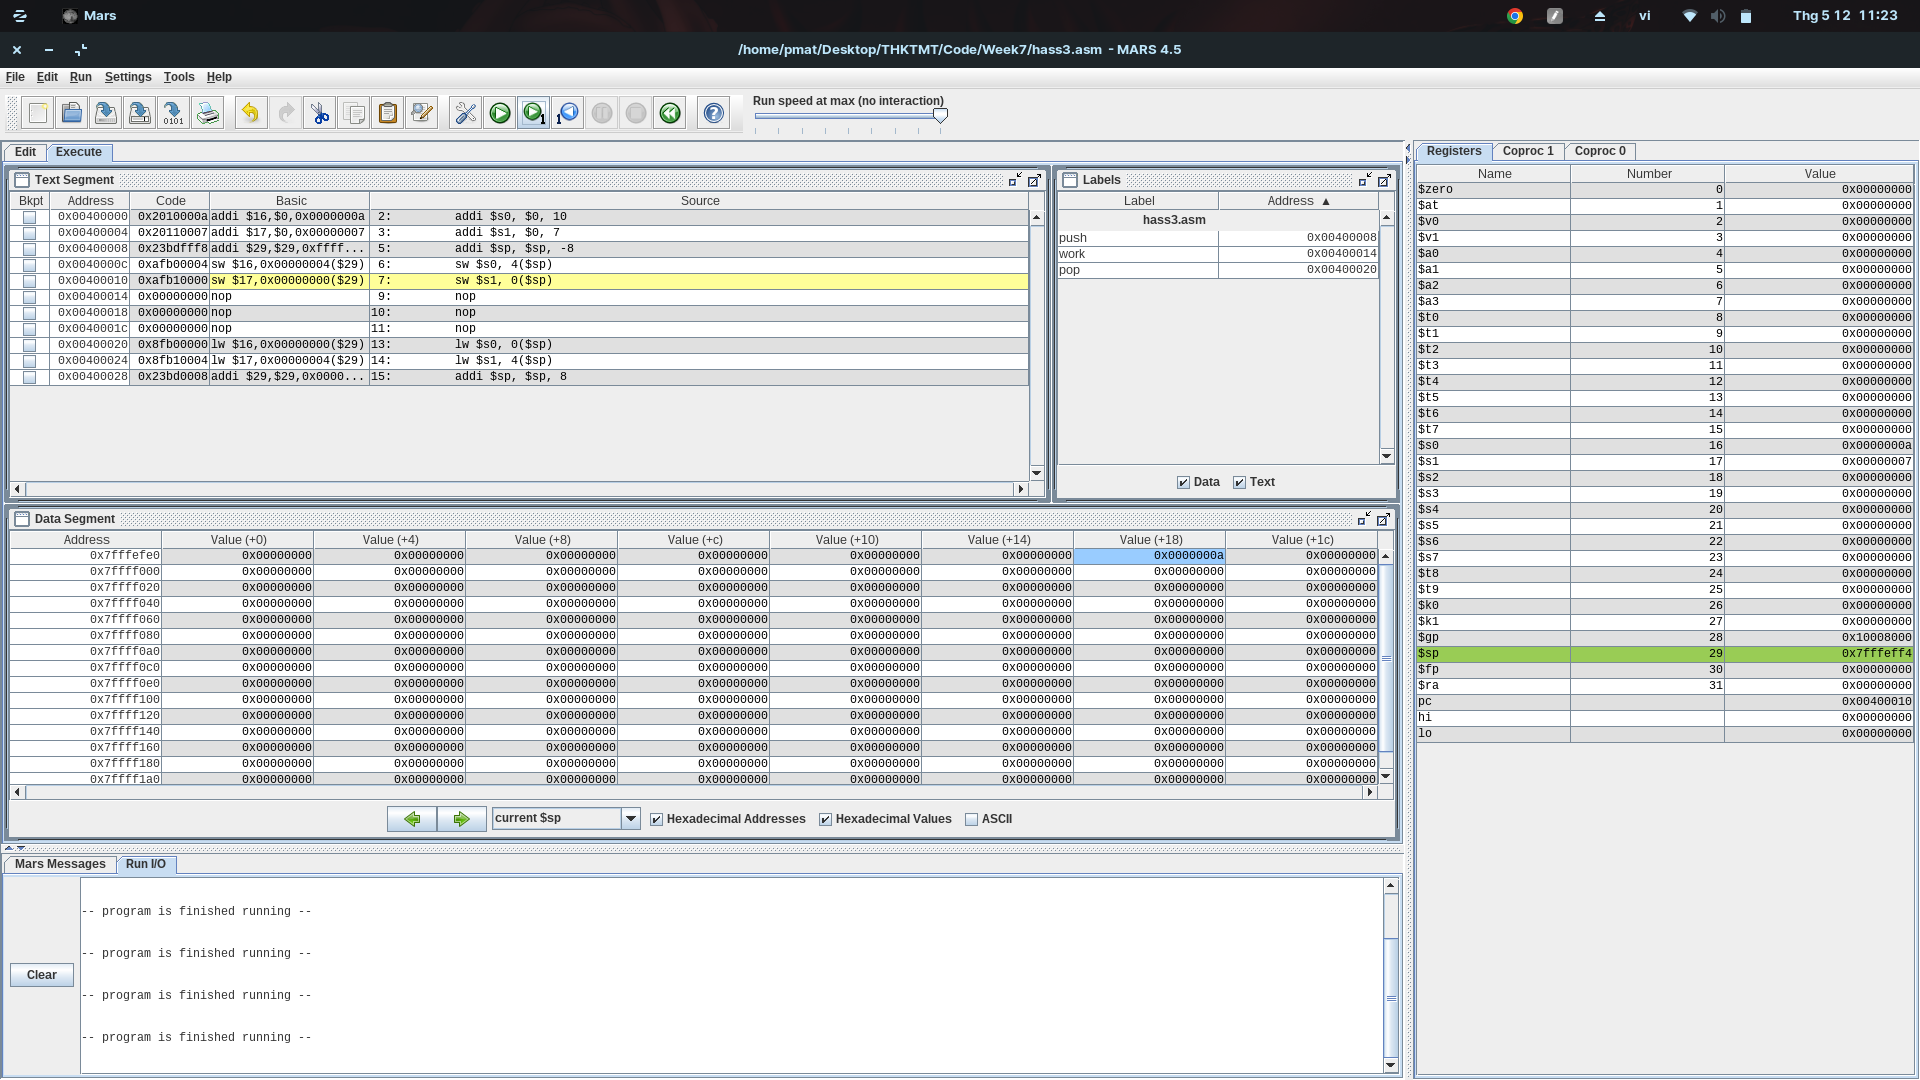 Mars
vi
Thg 5 12 11:23
/home/pmat/Desktop/THKTMT/Code/Week7/hass3.asm - MARS 4.5
File Edit Run Settings Tools Help
Run speed at max (no interaction)
Edit Execute
Text Segment
Bkpt Address Code Basic Source
0x00400000 0x2010000a addi $16,$0,0x0000000a 2: addi $s0, $0, 10
0x00400004 0x20110007 addi $17,$0,0x00000007 3: addi $s1, $0, 7
0x00400008 0x23bdfff8 addi $29,$29,0xffff... 5: addi $sp, $sp, -8
0x0040000c 0xafb00004 sw $16,0x00000004($29) 6: sw $s0, 4($sp)
0x00400010 0xafb10000 sw $17,0x00000000($29) 7: sw $s1, 0($sp)
0x00400014 0x00000000 nop 9: nop
0x00400018 0x00000000 nop 10: nop
0x0040001c 0x00000000 nop 11: nop
0x00400020 0x8fb00000 lw $16,0x00000000($29) 13: lw $s0, 0($sp)
0x00400024 0x8fb10004 lw $17,0x00000004($29) 14: lw $s1, 4($sp)
0x00400028 0x23bd0008 addi $29,$29,0x0000... 15: addi $sp, $sp, 8
Labels
Label Address ▲
hass3.asm
push 0x00400008
work 0x00400014
pop 0x00400020
Data Text
Data Segment
Address Value (+0) Value (+4) Value (+8) Value (+c) Value (+10) Value (+14) Value (+18) Value (+1c)
0x7fffefe0 0x00000000 0x00000000 0x00000000 0x00000000 0x00000000 0x00000000 0x0000000a 0x00000000
0x7ffff000 0x00000000 0x00000000 0x00000000 0x00000000 0x00000000 0x00000000 0x00000000 0x00000000
0x7ffff020 0x00000000 0x00000000 0x00000000 0x00000000 0x00000000 0x00000000 0x00000000 0x00000000
0x7ffff040 0x00000000 0x00000000 0x00000000 0x00000000 0x00000000 0x00000000 0x00000000 0x00000000
0x7ffff060 0x00000000 0x00000000 0x00000000 0x00000000 0x00000000 0x00000000 0x00000000 0x00000000
0x7ffff080 0x00000000 0x00000000 0x00000000 0x00000000 0x00000000 0x00000000 0x00000000 0x00000000
0x7ffff0a0 0x00000000 0x00000000 0x00000000 0x00000000 0x00000000 0x00000000 0x00000000 0x00000000
0x7ffff0c0 0x00000000 0x00000000 0x00000000 0x00000000 0x00000000 0x00000000 0x00000000 0x00000000
0x7ffff0e0 0x00000000 0x00000000 0x00000000 0x00000000 0x00000000 0x00000000 0x00000000 0x00000000
0x7ffff100 0x00000000 0x00000000 0x00000000 0x00000000 0x00000000 0x00000000 0x00000000 0x00000000
0x7ffff120 0x00000000 0x00000000 0x00000000 0x00000000 0x00000000 0x00000000 0x00000000 0x00000000
0x7ffff140 0x00000000 0x00000000 0x00000000 0x00000000 0x00000000 0x00000000 0x00000000 0x00000000
0x7ffff160 0x00000000 0x00000000 0x00000000 0x00000000 0x00000000 0x00000000 0x00000000 0x00000000
0x7ffff180 0x00000000 0x00000000 0x00000000 0x00000000 0x00000000 0x00000000 0x00000000 0x00000000
0x7ffff1a0 0x00000000 0x00000000 0x00000000 0x00000000 0x00000000 0x00000000 0x00000000 0x00000000
current $sp Hexadecimal Addresses Hexadecimal Values ASCII
Mars Messages Run I/O
Clear
-- program is finished running --
-- program is finished running --
-- program is finished running --
-- program is finished running --
Registers Coproc 1 Coproc 0
Name Number Value
$zero 0 0x00000000
$at 1 0x00000000
$v0 2 0x00000000
$v1 3 0x00000000
$a0 4 0x00000000
$a1 5 0x00000000
$a2 6 0x00000000
$a3 7 0x00000000
$t0 8 0x00000000
$t1 9 0x00000000
$t2 10 0x00000000
$t3 11 0x00000000
$t4 12 0x00000000
$t5 13 0x00000000
$t6 14 0x00000000
$t7 15 0x00000000
$s0 16 0x0000000a
$s1 17 0x00000007
$s2 18 0x00000000
$s3 19 0x00000000
$s4 20 0x00000000
$s5 21 0x00000000
$s6 22 0x00000000
$s7 23 0x00000000
$t8 24 0x00000000
$t9 25 0x00000000
$k0 26 0x00000000
$k1 27 0x00000000
$gp 28 0x10008000
$sp 29 0x7fffeff4
$fp 30 0x00000000
$ra 31 0x00000000
pc 0x00400010
hi 0x00000000
lo 0x00000000